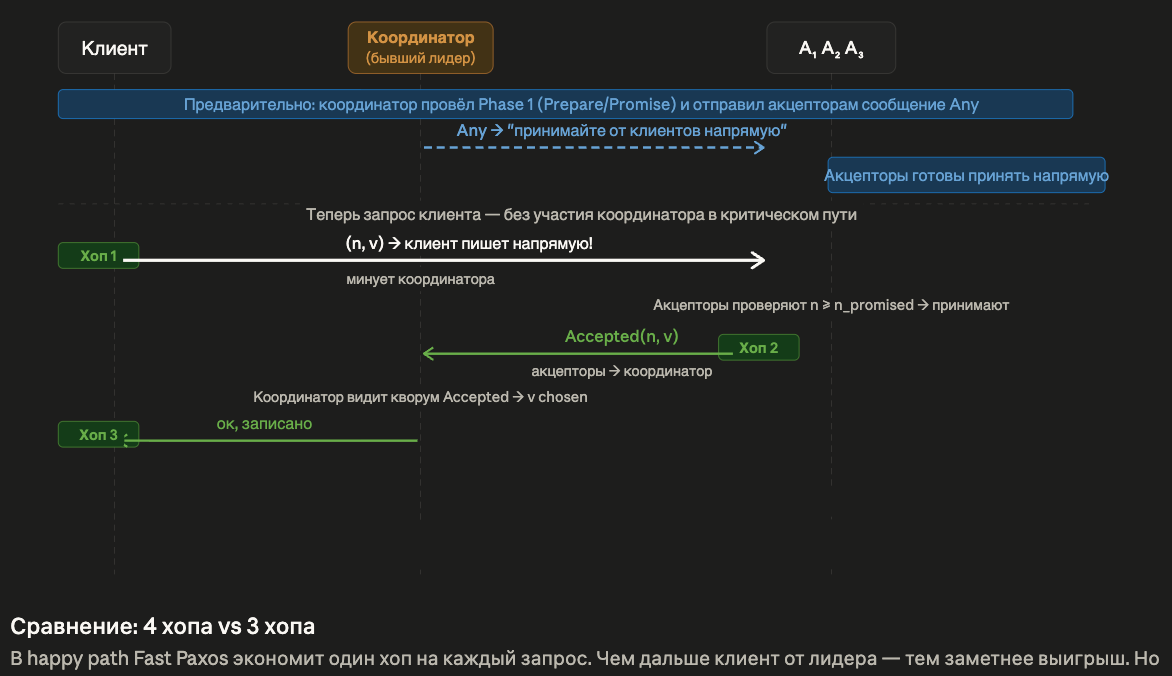 Клиент
Координатор
(бывший лидер)
A₁ A₂ A₃
Предварительно: координатор провёл Phase 1 (Prepare/Promise) и отправил акцепторам сообщение Any
Any → “принимайте от клиентов напрямую”
Акцепторы готовы принять напрямую
Теперь запрос клиента — без участия координатора в критическом пути
(n, v) → клиент пишет напрямую!
Хоп 1
минует координатора
Акцепторы проверяют n ≥ n_promised → принимают
Accepted(n, v)
Хоп 2
акцепторы → координатор
Координатор видит кворум Accepted → v chosen
ок, записано
Хоп 3
Сравнение: 4 хопа vs 3 хопа
В happy path Fast Paxos экономит один хоп на каждый запрос. Чем дальше клиент от лидера — тем заметнее выигрыш. Но